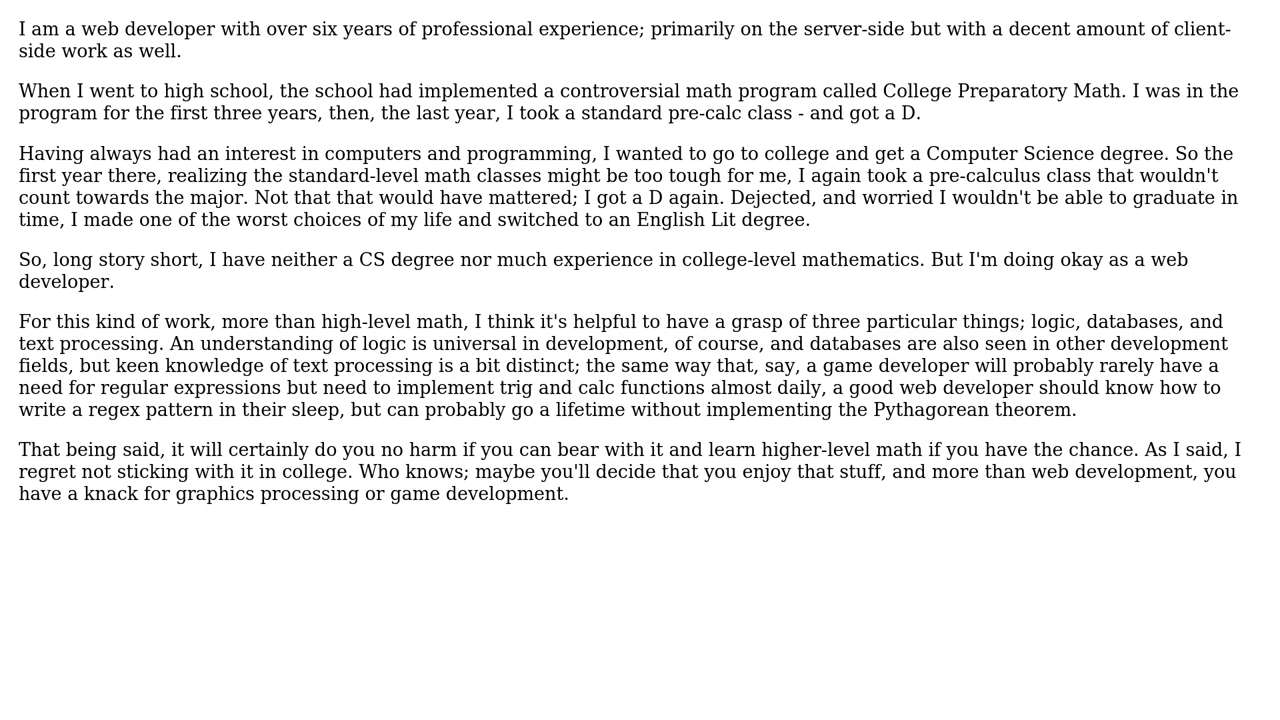 I am a web developer with over six years of professional experience; primarily on the server-side but with a decent amount of client-
side work as well.
When I went to high school, the school had implemented a controversial math program called College Preparatory Math. I was in the
program for the first three years, then, the last year, I took a standard pre-calc class - and got a D.
Having always had an interest in computers and programming, I wanted to go to college and get a Computer Science degree. So the
first year there, realizing the standard-level math classes might be too tough for me, I again took a pre-calculus class that wouldn't
count towards the major. Not that that would have mattered; I got a D again. Dejected, and worried I wouldn't be able to graduate in
time, I made one of the worst choices of my life and switched to an English Lit degree.
So, long story short, I have neither a CS degree nor much experience in college-level mathematics. But I'm doing okay as a web
developer.
For this kind of work, more than high-level math, I think it's helpful to have a grasp of three particular things; logic, databases, and
text processing. An understanding of logic is universal in development, of course, and databases are also seen in other development
fields, but keen knowledge of text processing is a bit distinct; the same way that, say, a game developer will probably rarely have a
need for regular expressions but need to implement trig and calc functions almost daily, a good web developer should know how to
write a regex pattern in their sleep, but can probably go a lifetime without implementing the Pythagorean theorem.
That being said, it will certainly do you no harm if you can bear with it and learn higher-level math if you have the chance. As I said, I
regret not sticking with it in college. Who knows; maybe you'll decide that you enjoy that stuff, and more than web development, you
have a knack for graphics processing or game development.